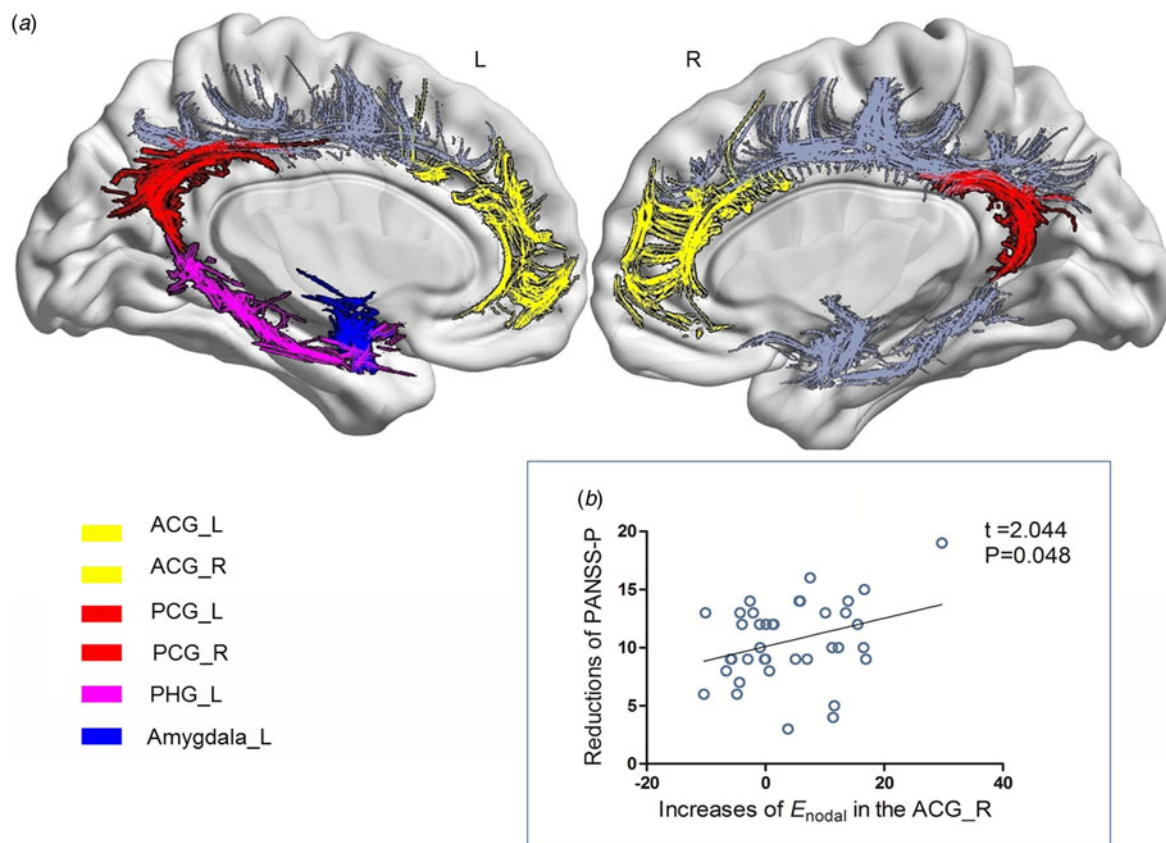 (a)
L
R
ACG_L
ACG_R
PCG_L
PCG_R
PHG_L
Amygdala_L
(b)
t =2.044
P=0.048
Reductions of PANSS-P
20
15
10
5
0
-20
0
20
40
Increases of Enodal in the ACG_R